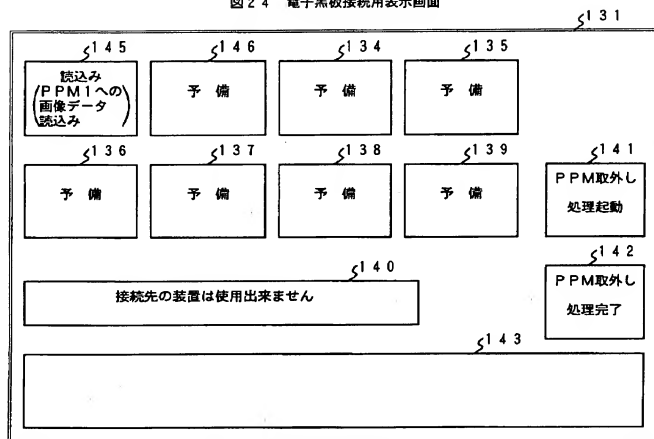 図24 電子黒板接続用表示画面
131
145
146
134
135
読込み
(PPM1への
画像データ
読込み)
予 備
予 備
予 備
136
137
138
139
141
予 備
予 備
予 備
予 備
PPM取外し
処理起動
142
140
接続先の装置は使用出来ません
PPM取外し
処理完了
143